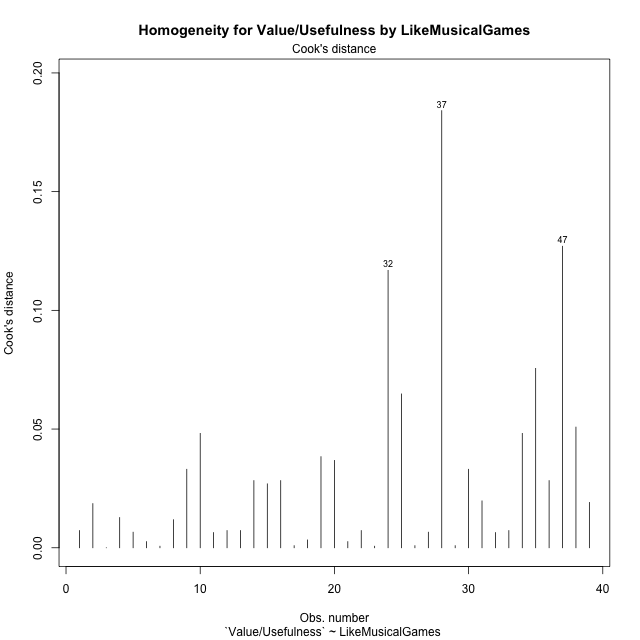 Homogeneity for Value/Usefulness by LikeMusicalGames
Cook's distance
0.20
37
0.15
47
32
Cook's distance
0.10
0.05
0.00
0 10 20 30 40
Obs. number
`Value/Usefulness` ~ LikeMusicalGames